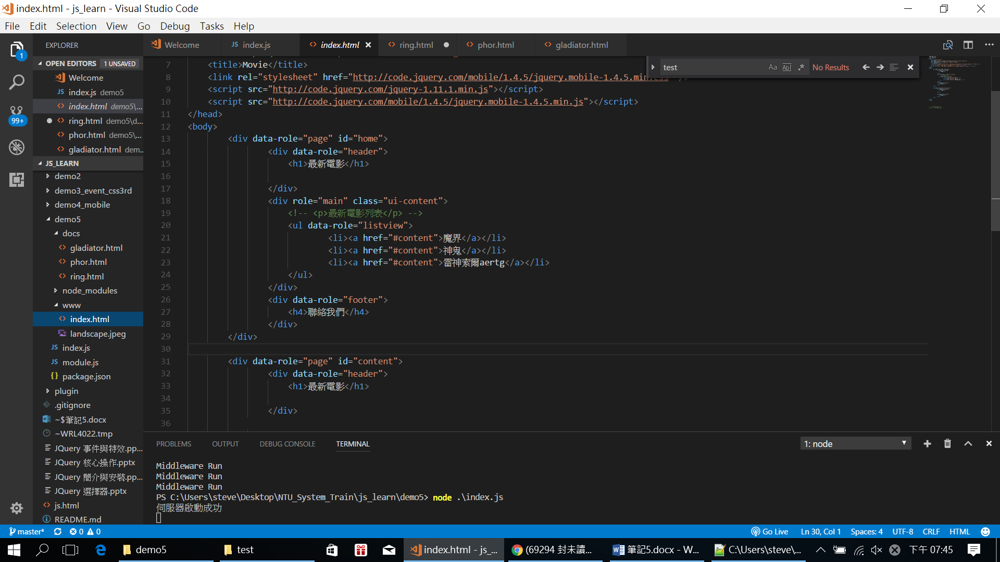 index.html - js_learn - Visual Studio Code
File Edit Selection View Go Debug Tasks Help
EXPLORER
OPEN EDITORS 1 UNSAVED
Welcome
index.js demo5
index.html demo5\...
ring.html demo5\d...
phor.html demo5\...
gladiator.html dem...
JS_LEARN
demo2
demo3_event_css3rd
demo4_mobile
demo5
docs
gladiator.html
phor.html
ring.html
node_modules
www
index.html
landscape.jpeg
index.js
module.js
package.json
plugin
.gitignore
~$筆記5.docx
~WRL4022.tmp
JQuery 事件與特效.pp...
JQuery 核心操作.pptx
JQuery 簡介與安裝.pp...
JQuery 選擇器.pptx
js.html
README.md
1
99+
Welcome index.js index.html ring.html phor.html gladiator.html
test Aa Abl .* No Results
7 <title>Movie</title>
8 <link rel="stylesheet" href="http://code.jquery.com/mobile/1.4.5/jquery.mobile-1.4.5.min.css" />
9 <script src="http://code.jquery.com/jquery-1.11.1.min.js"></script>
10 <script src="http://code.jquery.com/mobile/1.4.5/jquery.mobile-1.4.5.min.js"></script>
11 </head>
12 <body>
13 <div data-role="page" id="home">
14 <div data-role="header">
15 <h1>最新電影</h1>
16
17 </div>
18 <div role="main" class="ui-content">
19 <!-- <p>最新電影列表</p> -->
20 <ul data-role="listview">
21 <li><a href="#content">魔界</a></li>
22 <li><a href="#content">神鬼</a></li>
23 <li><a href="#content">雷神索爾aertg</a></li>
24 </ul>
25 </div>
26 <div data-role="footer">
27 <h4>聯絡我們</h4>
28 </div>
29 </div>
30
31 <div data-role="page" id="content">
32 <div data-role="header">
33 <h1>最新電影</h1>
34
35 </div>
36
PROBLEMS OUTPUT DEBUG CONSOLE TERMINAL 1: node
Middleware Run
Middleware Run
Middleware Run
PS C:\Users\steve\Desktop\NTU_System_Train\js_learn\demo5> node .\index.js
伺服器啟動成功
master* 0 0 Go Live Ln 30, Col 1 Spaces: 4 UTF-8 CRLF HTML
demo5 test index.html - js_... (69294 封未讀... 筆記5.docx - W... C:\Users\steve\... 下午 07:45